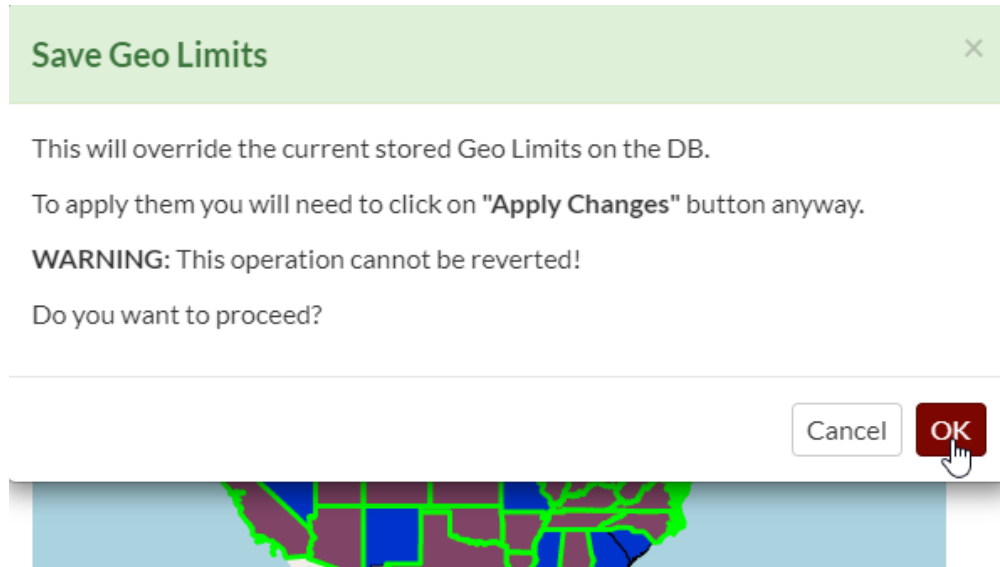 Save Geo Limits
×
This will override the current stored Geo Limits on the DB.
To apply them you will need to click on "Apply Changes" button anyway.
WARNING: This operation cannot be reverted!
Do you want to proceed?
Cancel OK